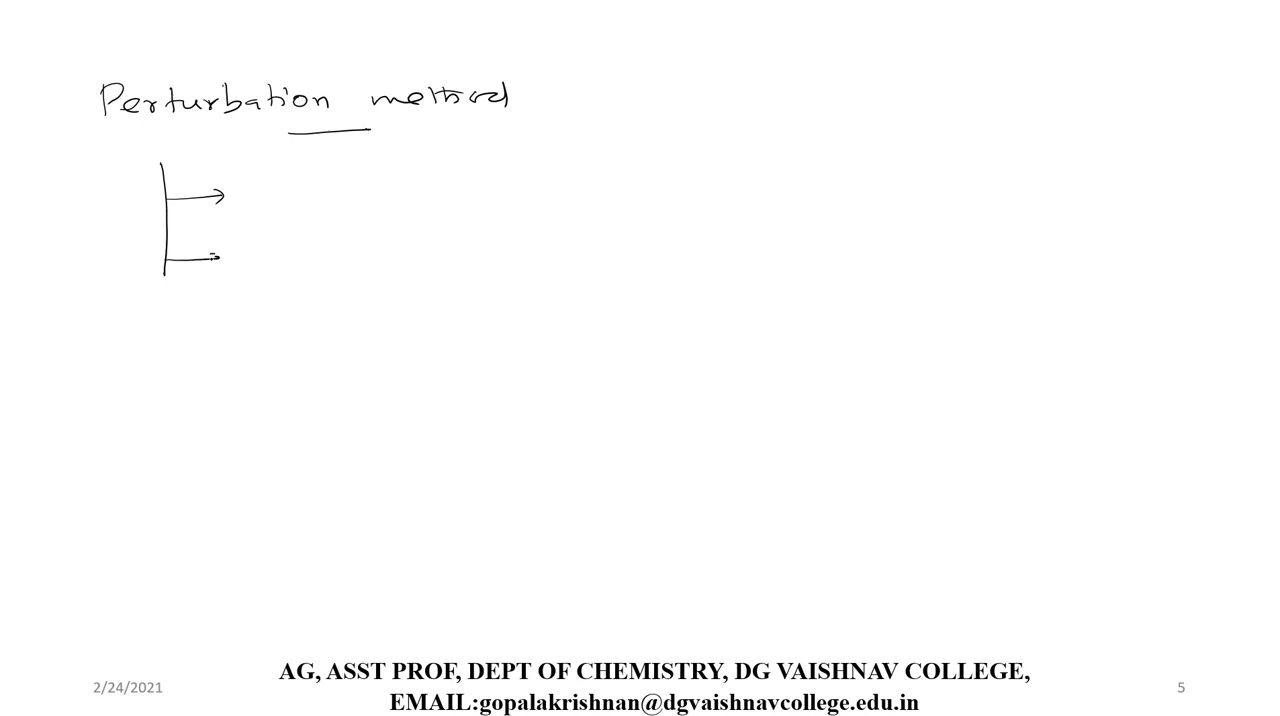 Perturbation method
AG, ASST PROF, DEPT OF CHEMISTRY, DG VAISHNAV COLLEGE,
EMAIL:gopalakrishnan@dgvaishnavcollege.edu.in
2/24/2021
5